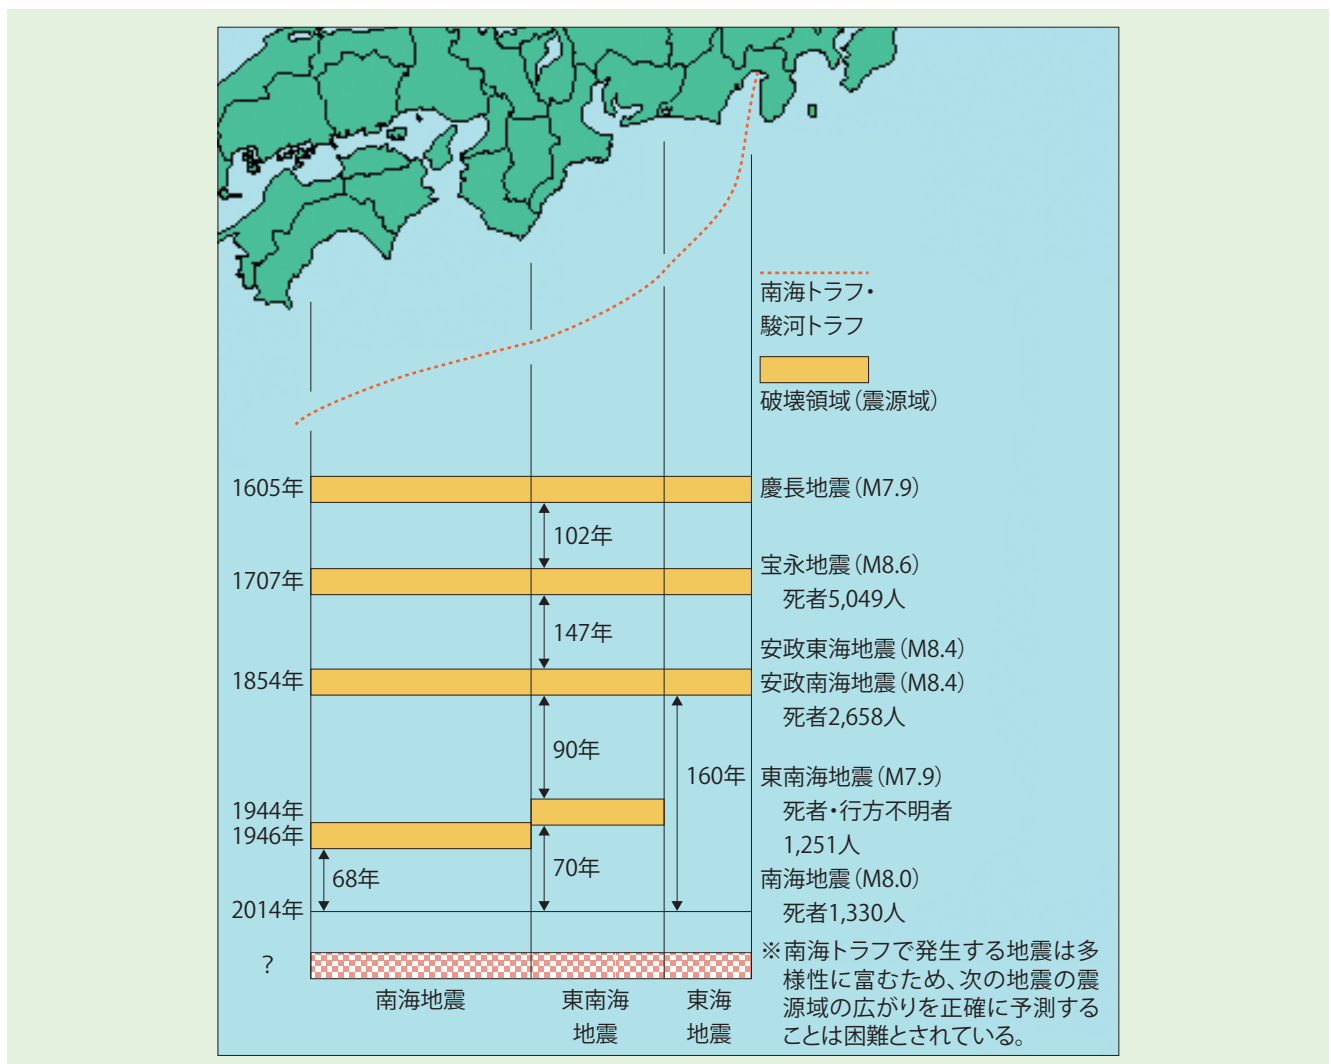 南海トラフ・
駿河トラフ
破壊領域（震源域）
1605年
慶長地震（M7.9）
102年
1707年
宝永地震（M8.6）
死者5,049人
147年
1854年
安政東海地震（M8.4）
安政南海地震（M8.4）
死者2,658人
90年
160年
1944年
1946年
東南海地震（M7.9）
死者・行方不明者
1,251人
68年
70年
2014年
南海地震（M8.0）
死者1,330人
？
※南海トラフで発生する地震は多
様性に富むため、次の地震の震
源域の広がりを正確に予測する
ことは困難とされている。
南海地震
東南海
地震
東海
地震